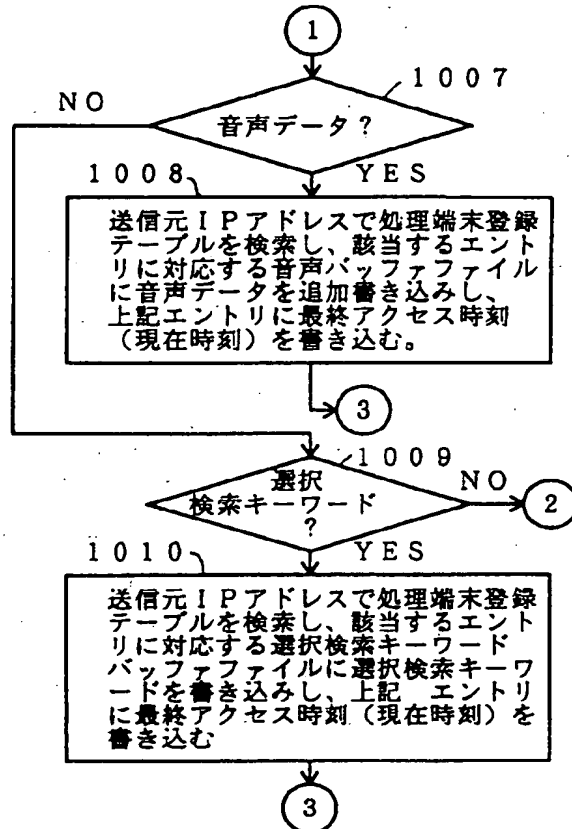 1
1007
NO
音声データ?
YES
1008
送信元IPアドレスで処理端末登録
テーブルを検索し、該当するエント
リに対応する音声バッファファイル
に音声データを追加書き込みし、
上記エントリに最終アクセス時刻
(現在時刻)を書き込む。
3
1009
選択
検索キーワード
?
NO
2
YES
1010
送信元IPアドレスで処理端末登録
テーブルを検索し、該当するエント
リに対応する選択検索キーワード
バッファファイルに選択検索キーワ
ードを書き込みし、上記 エントリ
に最終アクセス時刻(現在時刻)を
書き込む
3